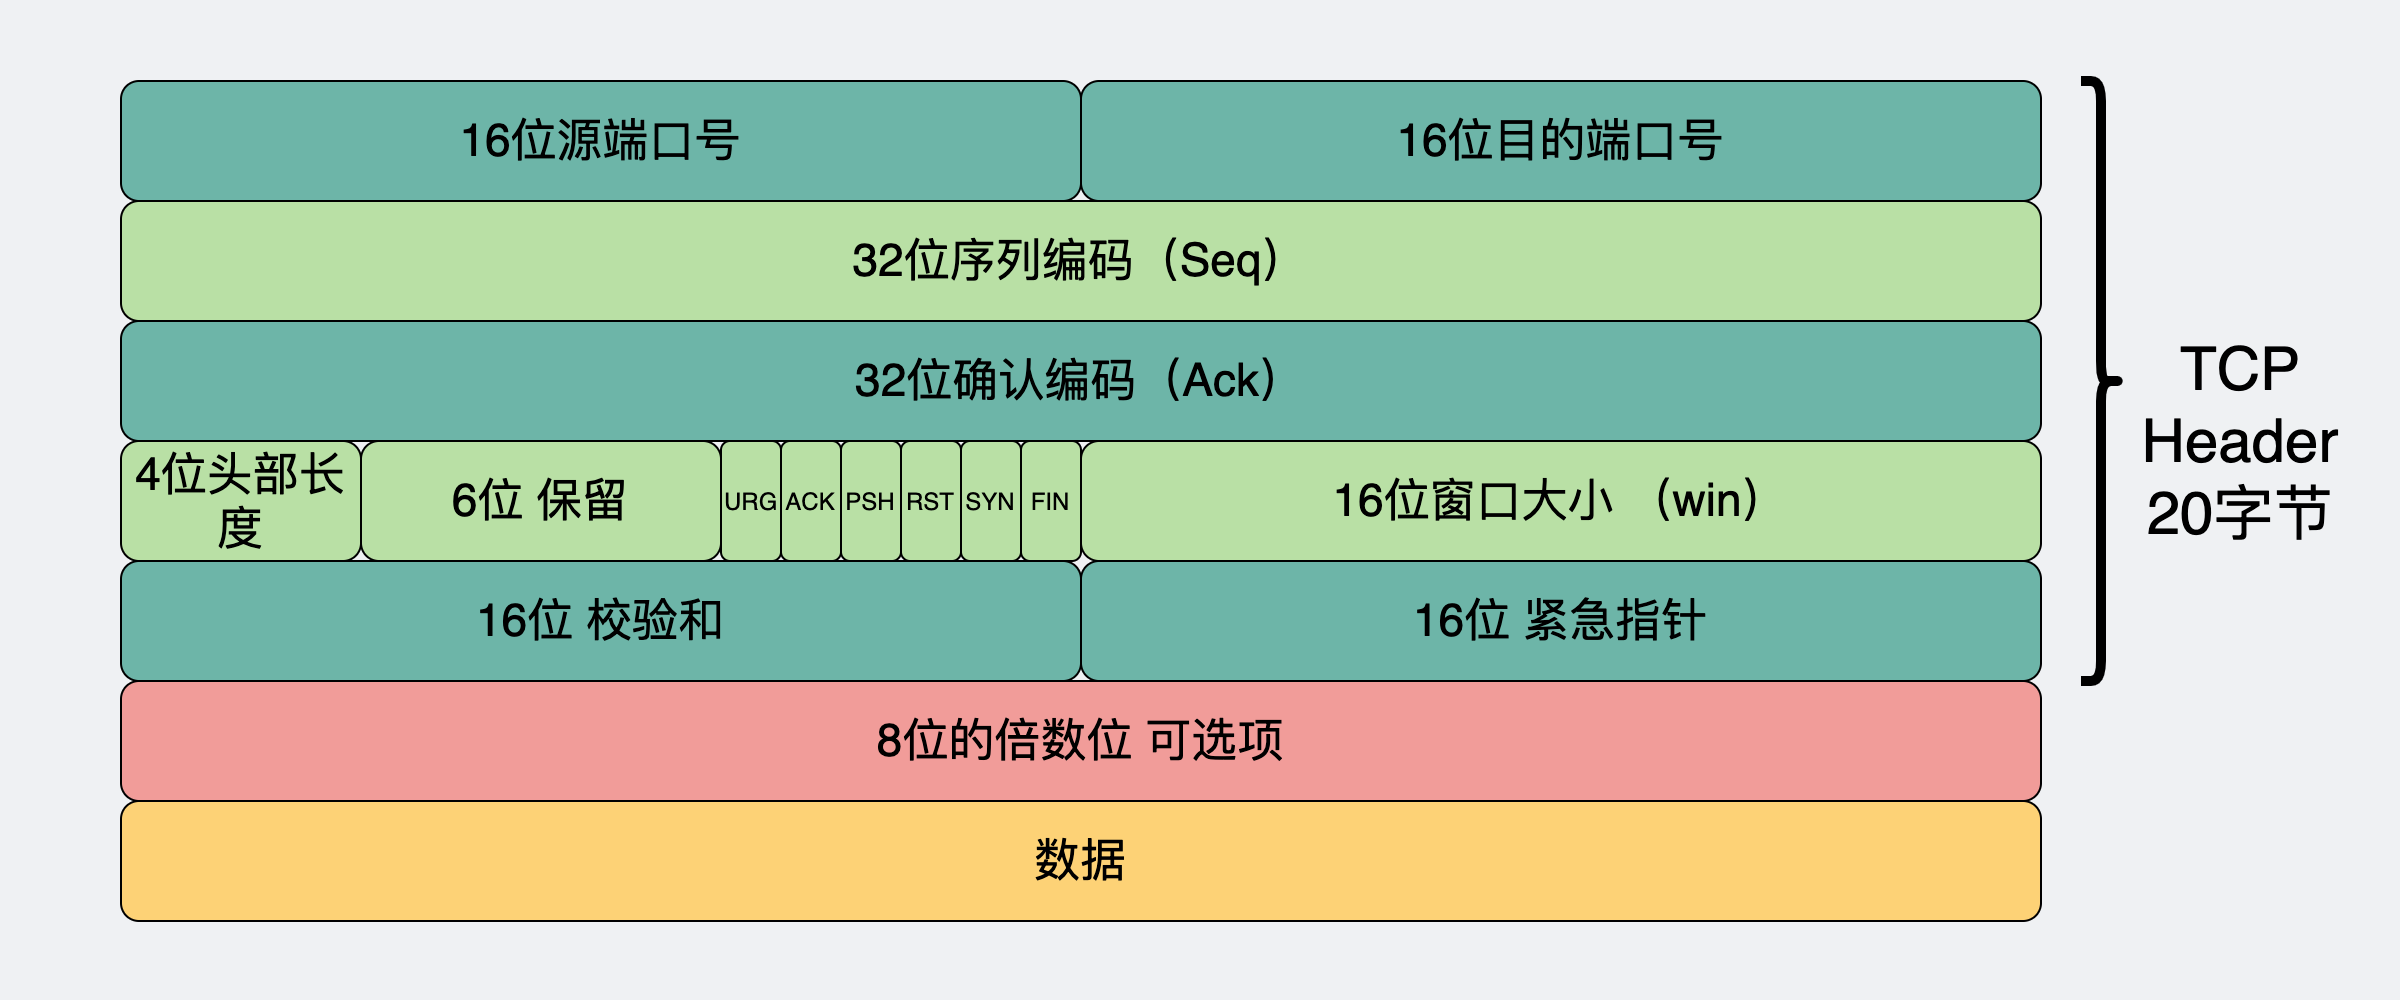 16位源端口号
16位目的端口号
32位序列编码（Seq）
32位确认编码（Ack）
4位头部长
度
6位 保留
URG
ACK
PSH
RST
SYN
FIN
16位窗口大小 （win）
16位 校验和
16位 紧急指针
8位的倍数位 可选项
数据
TCP
Header
20字节